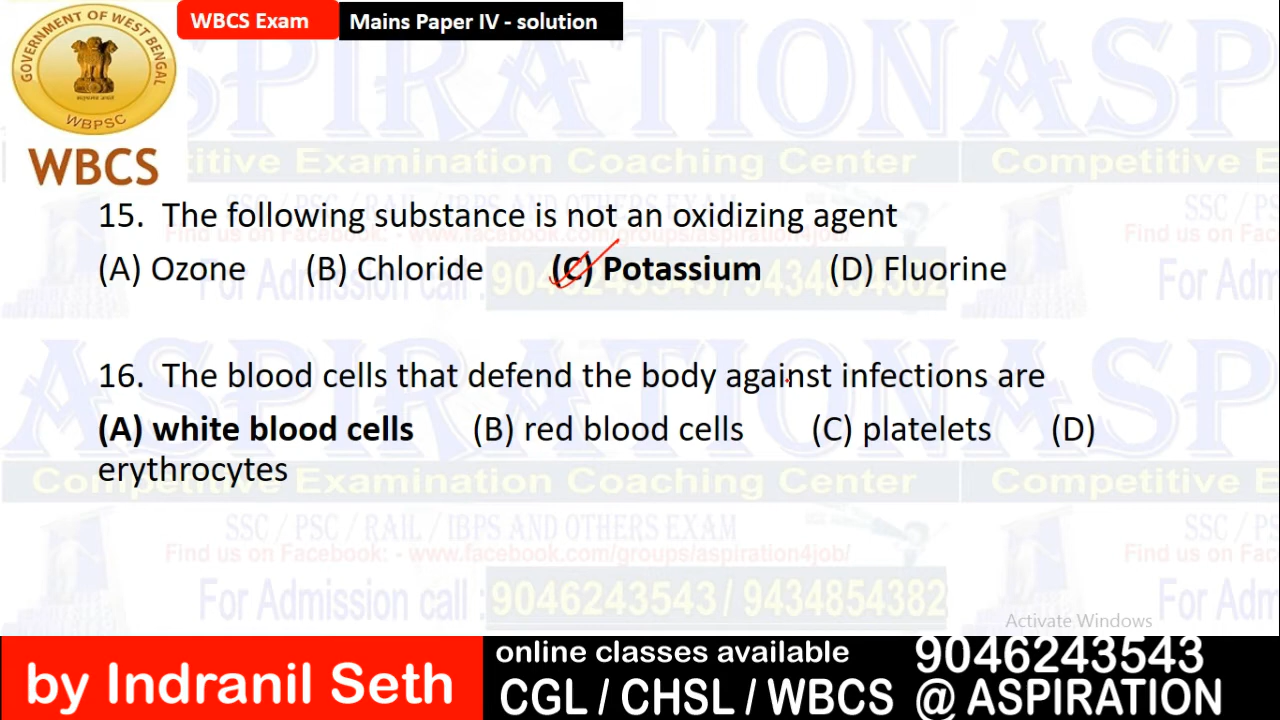 GOVERNMENT OF WEST BENGAL
WBPSC
WBCS
WBCS Exam
Mains Paper IV - solution
ASPIRATION
Competitive Examination Coaching Center
15. The following substance is not an oxidizing agent
(A) Ozone (B) Chloride (C) Potassium (D) Fluorine
16. The blood cells that defend the body against infections are
(A) white blood cells (B) red blood cells (C) platelets (D)
erythrocytes
Competitive Examination Coaching Center
SSC / PSC / RAIL / IBPS AND OTHERS EXAM
Find us on Facebook: - www.facebook.com/groups/aspiration4job/
For Admission call : 9046243543 / 9434854382
Activate Windows
by Indranil Seth
online classes available 9046243543
CGL / CHSL / WBCS @ ASPIRATION